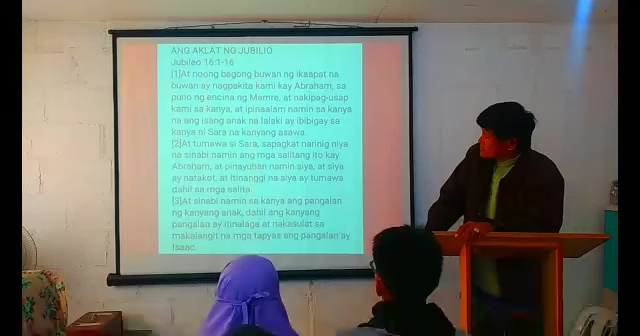 ANG AKLAT NG JUBILIO
Jubileo 16:1-16
[1]At noong bagong buwan ng ikaapat na
buwan ay nagpakita kami kay Abraham, sa
puno ng encina ng Mamre, at nakipag-usap
kami sa kanya, at ipinaalam namin sa kanya
na ang isang anak na lalaki ay ibibigay sa
kanya ni Sara na kanyang asawa.
[2]At tumawa si Sara, sapagkat narinig niya
na sinabi namin ang mga salitang ito kay
Abraham, at pinayuhan namin siya, at siya
ay natakot, at itinanggi na siya ay tumawa
dahil sa mga salita.
[3]At sinabi namin sa kanya ang pangalan
ng kanyang anak, dahil ang kanyang
pangalan ay itinalaga at nakasulat sa
makalangit na mga tapyas ang pangalan ay
Isaac.